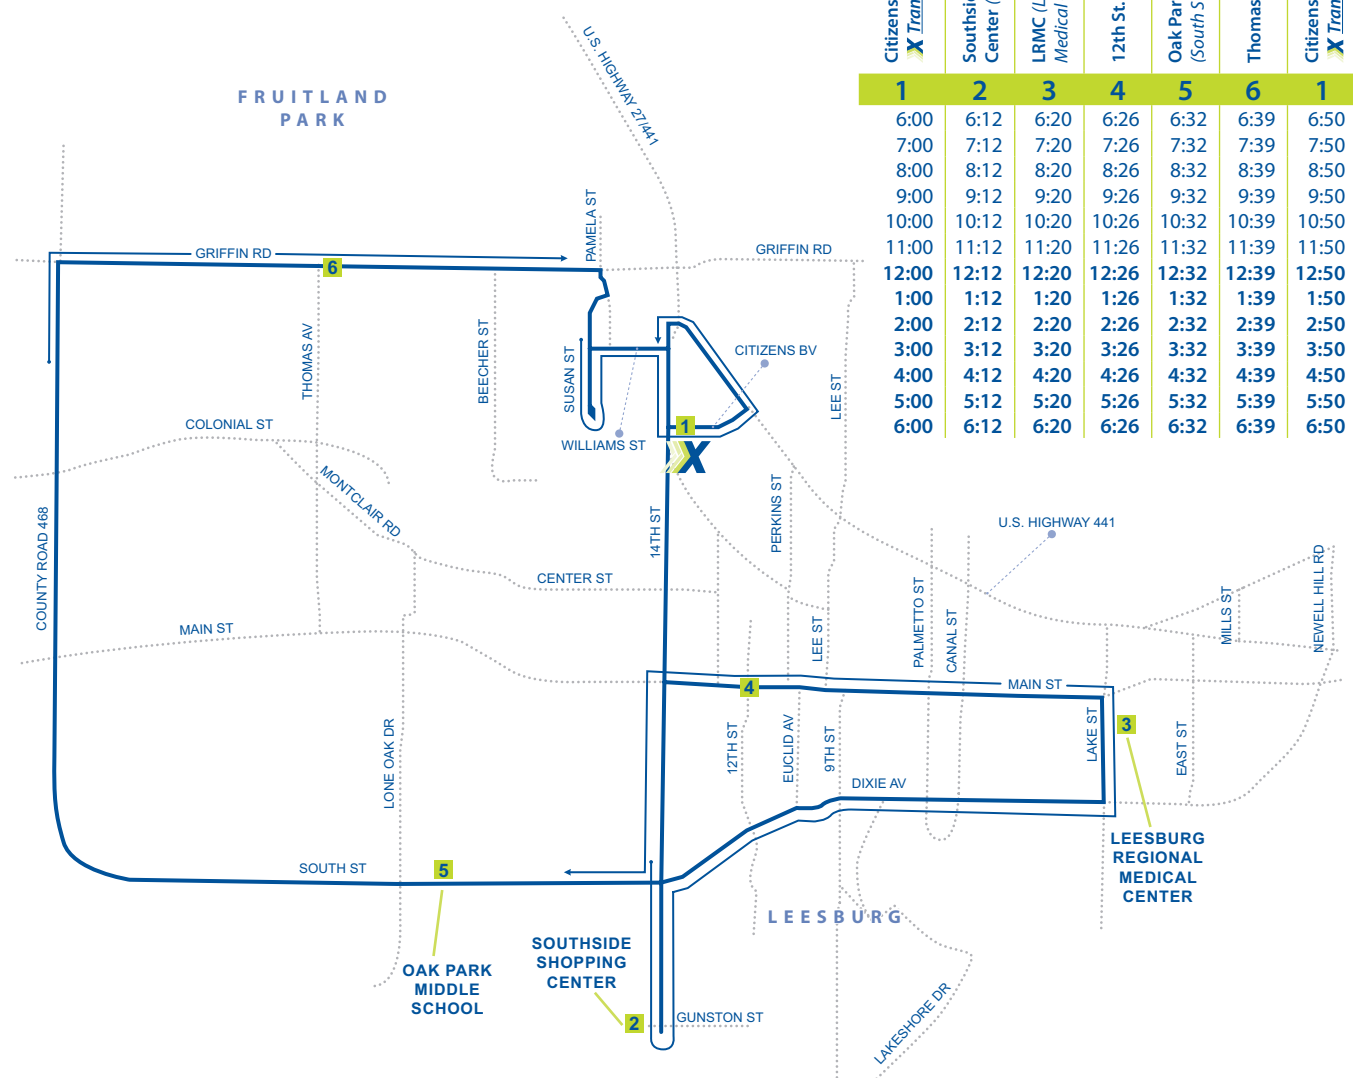 Citizens
X Tran
Southside
Center (
LRMC (L
Medical
12th St.
Oak Par
(South S
Thomas
Citizens
X Tran
1 2 3 4 5 6 1
6:00 6:12 6:20 6:26 6:32 6:39 6:50
7:00 7:12 7:20 7:26 7:32 7:39 7:50
8:00 8:12 8:20 8:26 8:32 8:39 8:50
9:00 9:12 9:20 9:26 9:32 9:39 9:50
10:00 10:12 10:20 10:26 10:32 10:39 10:50
11:00 11:12 11:20 11:26 11:32 11:39 11:50
12:00 12:12 12:20 12:26 12:32 12:39 12:50
1:00 1:12 1:20 1:26 1:32 1:39 1:50
2:00 2:12 2:20 2:26 2:32 2:39 2:50
3:00 3:12 3:20 3:26 3:32 3:39 3:50
4:00 4:12 4:20 4:26 4:32 4:39 4:50
5:00 5:12 5:20 5:26 5:32 5:39 5:50
6:00 6:12 6:20 6:26 6:32 6:39 6:50
FRUITLAND
PARK
U.S. HIGHWAY 27/441
PAMELA ST
GRIFFIN RD
GRIFFIN RD
6
THOMAS AV
BEECHER ST
SUSAN ST
CITIZENS BV
LEE ST
1
X
WILLIAMS ST
COLONIAL ST
MONTCLAIR RD
COUNTY ROAD 468
14TH ST
PERKINS ST
U.S. HIGHWAY 441
CENTER ST
MAIN ST
LEE ST
PALMETTO ST
CANAL ST
MILLS ST
NEWELL HILL RD
4
MAIN ST
3
LONE OAK DR
12TH ST
EUCLID AV
9TH ST
LAKE ST
EAST ST
DIXIE AV
LEESBURG
REGIONAL
MEDICAL
CENTER
SOUTH ST
5
LEESBURG
OAK PARK
MIDDLE
SCHOOL
SOUTHSIDE
SHOPPING
CENTER
2
GUNSTON ST
LAKESHORE DR